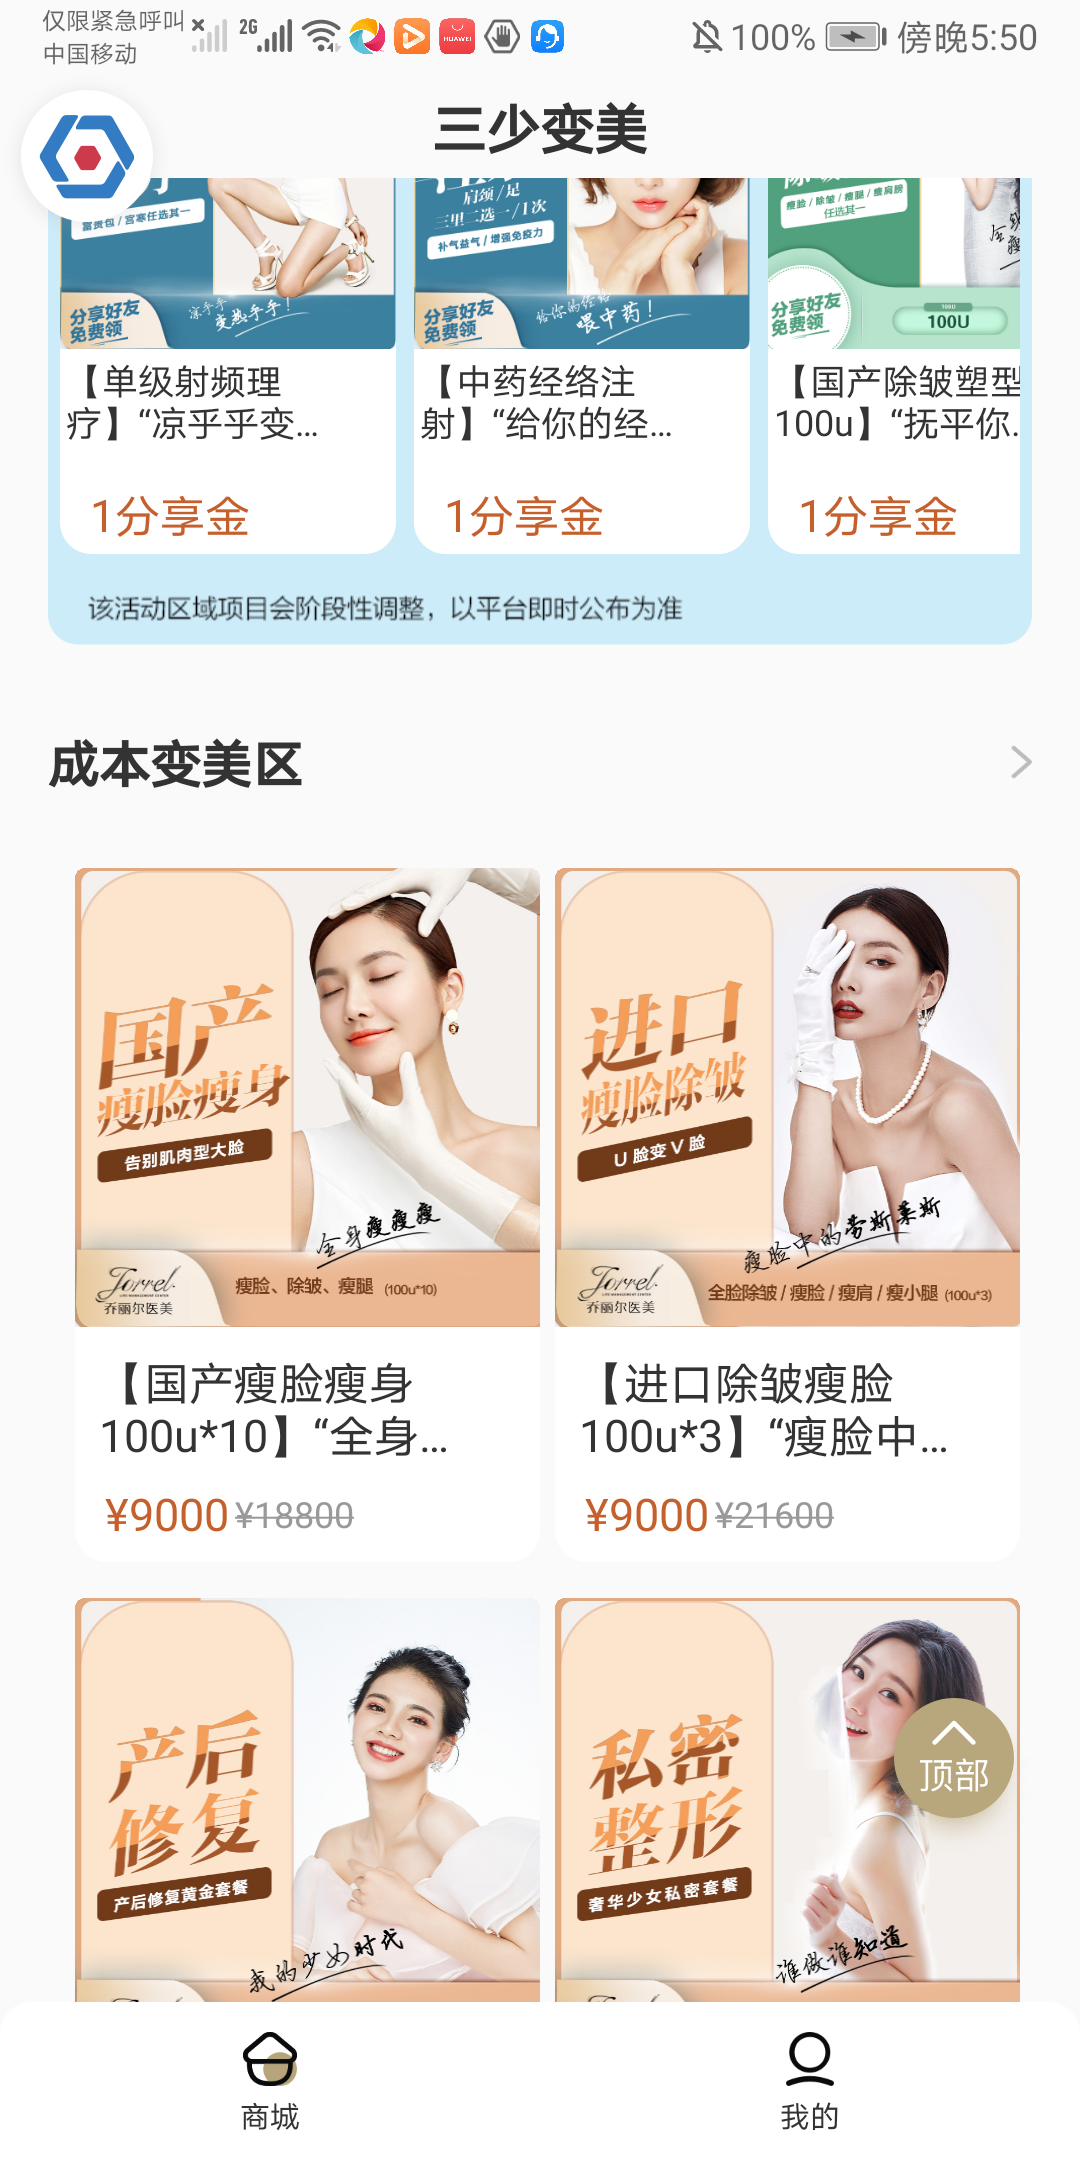 仅限紧急呼叫
中国移动
2G
HUAWEI
100%
傍晚5:50
三少变美
富贵包 / 宫寒任选其一
分享好友
免费领
凉乎乎
变热乎乎！
肩颈 / 足
三里二选一 / 1次
补气益气 / 增强免疫力
分享好友
免费领
给你的经络
喂中药！
瘦脸 / 除皱 / 瘦腿 / 瘦肩膀
任选其一
分享好友
免费领
100U
100U
【单级射频理
疗】“凉乎乎变...
【中药经络注
射】“给你的经...
【国产除皱塑型
100u】“抚平你.
1分享金
1分享金
1分享金
该活动区域项目会阶段性调整，以平台即时公布为准
成本变美区
国产
瘦脸瘦身
告别肌肉型大脸
全身瘦瘦瘦
Jorrel
LIFE MANAGEMENT CENTER
乔丽尔医美
瘦脸、除皱、瘦腿 (100u*10)
进口
瘦脸除皱
U 脸变 V 脸
瘦脸中的劳斯莱斯
Jorrel
LIFE MANAGEMENT CENTER
乔丽尔医美
全脸除皱 / 瘦脸 / 瘦肩 / 瘦小腿 (100u*3)
【国产瘦脸瘦身
100u*10】“全身...
¥9000 ¥18800
【进口除皱瘦脸
100u*3】“瘦脸中...
¥9000 ¥21600
产后
修复
产后修复黄金套餐
我的少女时代
私密
整形
奢华少女私密套餐
谁做谁知道
顶部
商城
我的